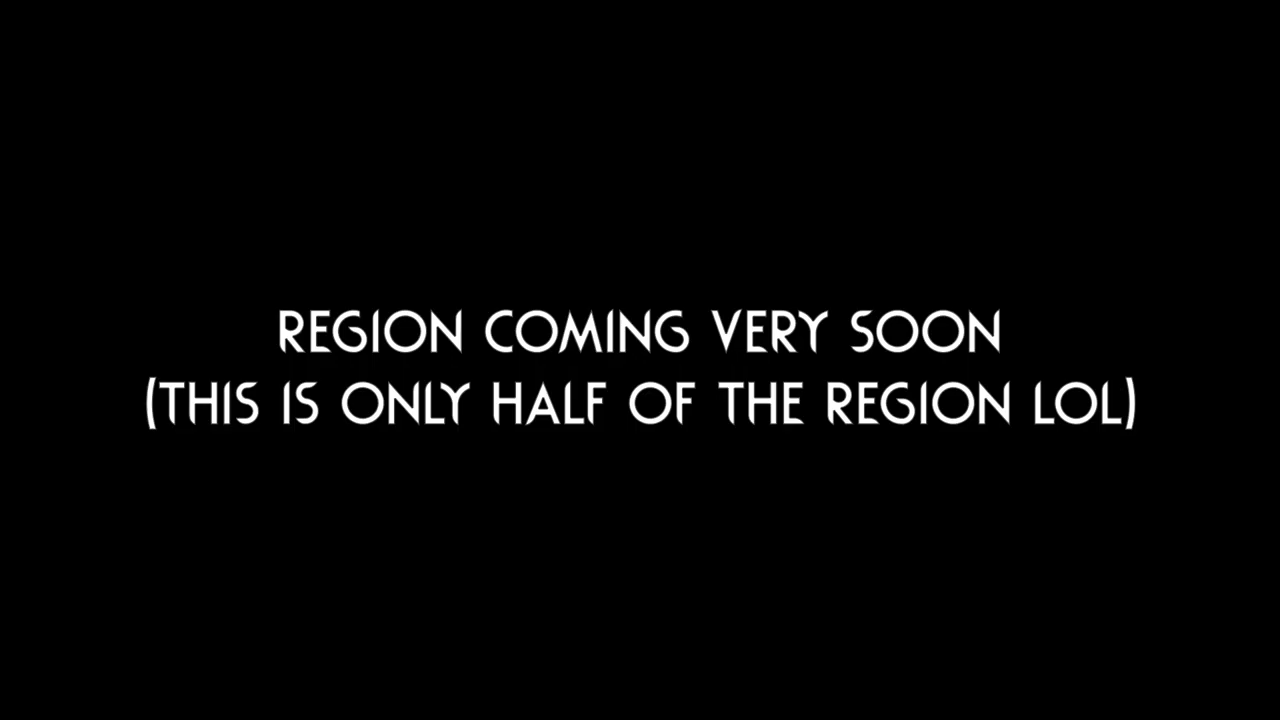 REGION COMING VERY SOON
(THIS IS ONLY HALF OF THE REGION LOL)